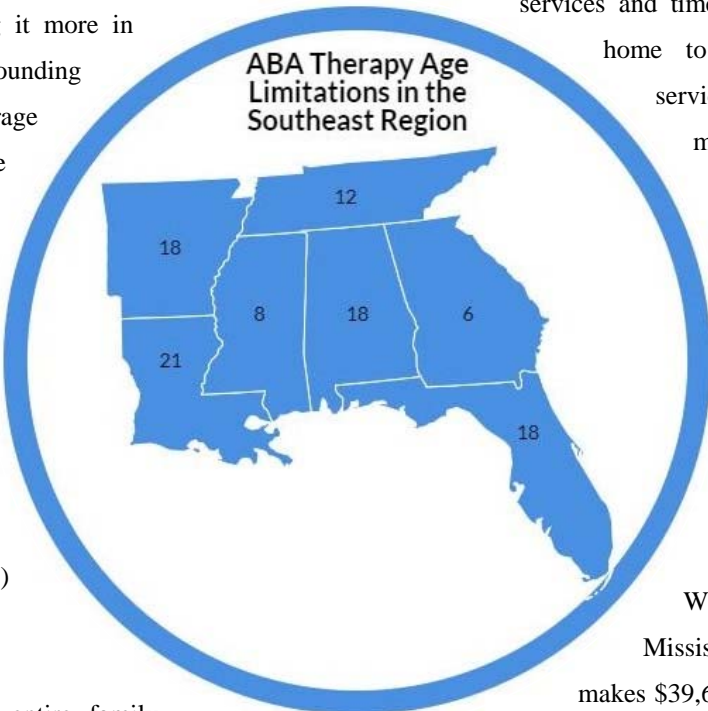 it more in
ounding
rage
services and time
home to
servi
m
ABA Therapy Age
Limitations in the
Southeast Region
12
18
8
18
6
21
18
)
W
Missis
makes $39,6
entire famil